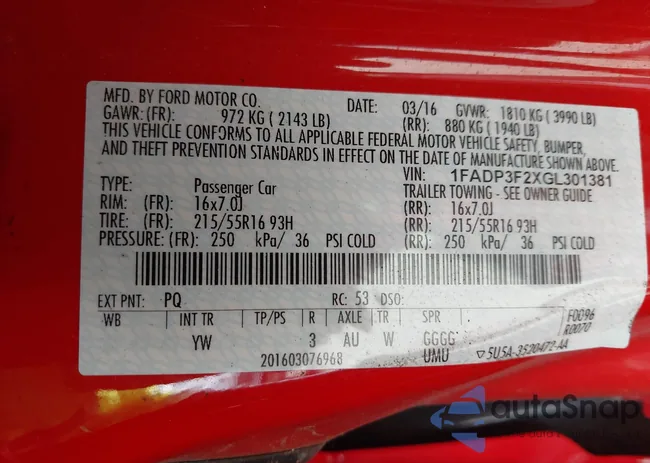 MFD. BY FORD MOTOR CO. DATE: 03/16 GVWR: 1810 KG (3990 LB)
GAWR: (FR): 972 KG (2143 LB) (RR): 880 KG (1940 LB)
THIS VEHICLE CONFORMS TO ALL APPLICABLE FEDERAL MOTOR VEHICLE SAFETY, BUMPER,
AND THEFT PREVENTION STANDARDS IN EFFECT ON THE DATE OF MANUFACTURE SHOWN ABOVE.
VIN: 1FADP3F2XGL301381
TYPE: Passenger Car TRAILER TOWING - SEE OWNER GUIDE
RIM: (FR): 16x7.0J (RR): 16x7.0J
TIRE: (FR): 215/55R16 93H (RR): 215/55R16 93H
PRESSURE: (FR): 250 kPa/ 36 PSI COLD (RR): 250 kPa/ 36 PSI COLD
EXT PNT: PQ RC: 53 DSO:
WB INT TR TP/PS R AXLE TR SPR F0096
R0070
YW 3 AU W GGGG
201603076968 UMU ▽5U5A-3520472-AA
autaSnap